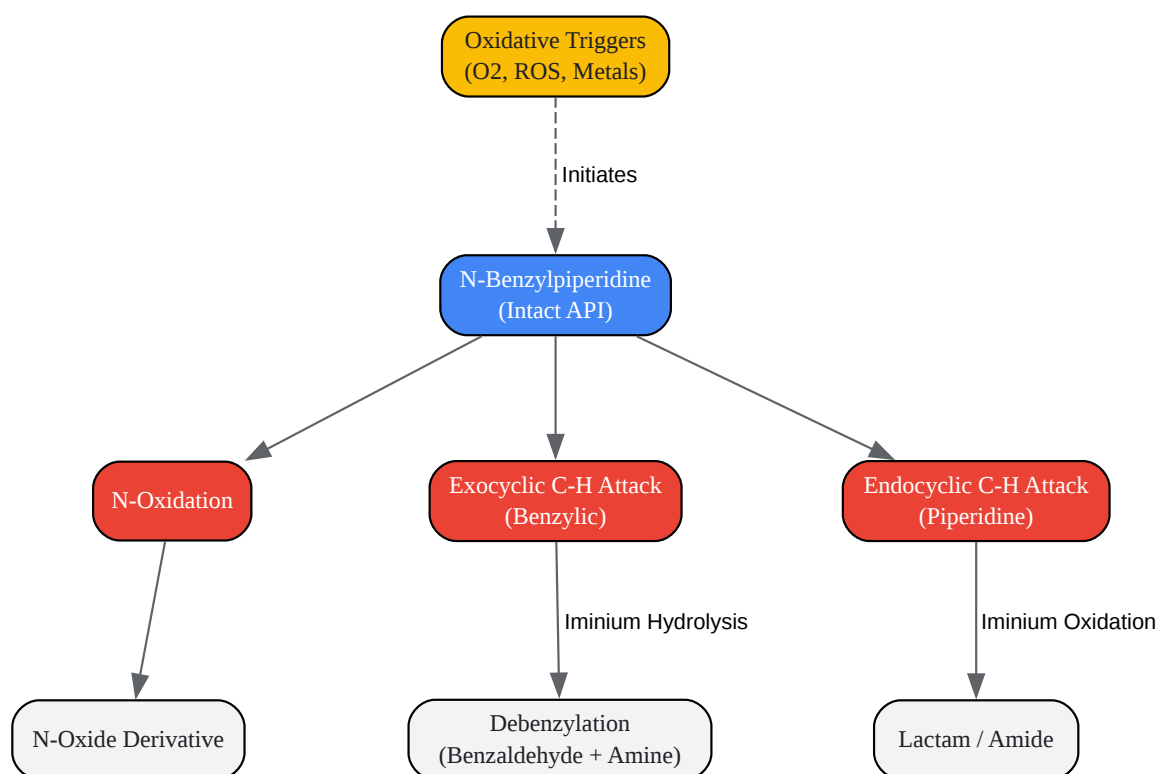 Oxidative Triggers
(O2, ROS, Metals)
Initiates
N-Benzylpiperidine
(Intact API)
N-Oxidation
Exocyclic C-H Attack
(Benzylic)
Endocyclic C-H Attack
(Piperidine)
Iminium Hydrolysis
Iminium Oxidation
N-Oxide Derivative
Debenzylation
(Benzaldehyde + Amine)
Lactam / Amide